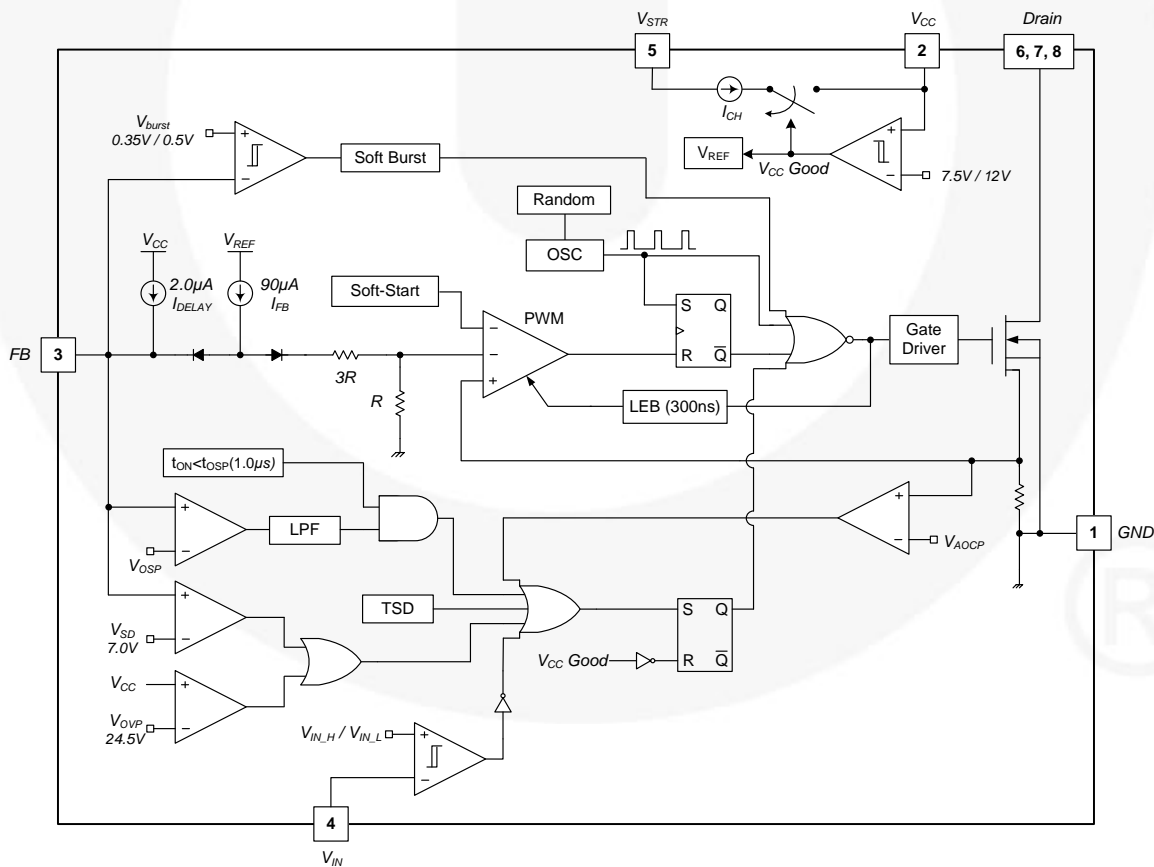 V_STR
V_CC
Drain
5
2
6, 7, 8
I_CH
V_burst
0.35V / 0.5V
+
−
Soft Burst
V_REF
V_CC Good
+
−
7.5V / 12V
Random
OSC
V_CC
V_REF
2.0µA
I_DELAY
90µA
I_FB
Soft-Start
PWM
−
−
+
S Q
R Q̅
Gate
Driver
FB
3
3R
R
LEB (300ns)
t_ON<t_OSP(1.0µs)
+
−
V_OSP
LPF
+
−
V_AOCP
1
GND
+
−
V_SD
7.0V
TSD
S Q
R Q̅
V_CC Good
V_CC
+
−
V_OVP
24.5V
V_IN_H / V_IN_L
+
−
4
V_IN
R